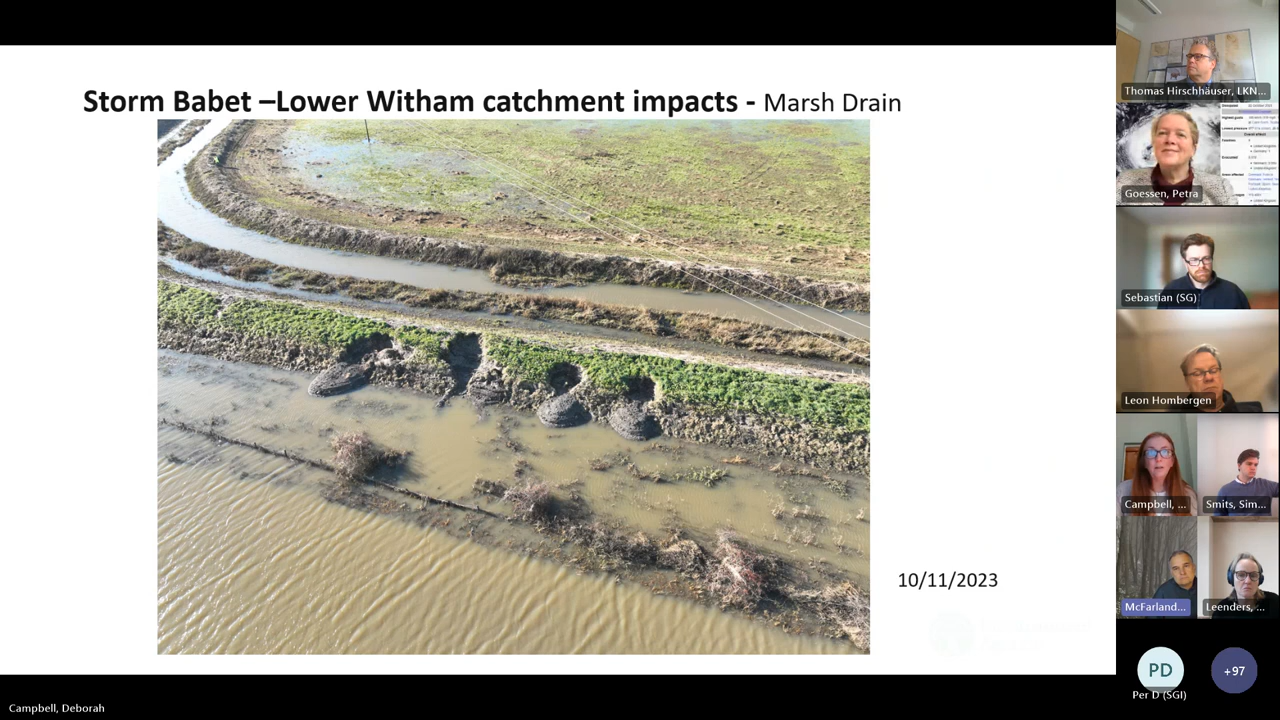 Storm Babet –Lower Witham catchment impacts - Marsh Drain
10/11/2023
Campbell, Deborah
Thomas Hirschhäuser, LKN...
Goessen, Petra
Sebastian (SG)
Leon Hombergen
Campbell, ...
Smits, Sim...
McFarland...
Leenders, ...
PD
+97
Per D (SGI)